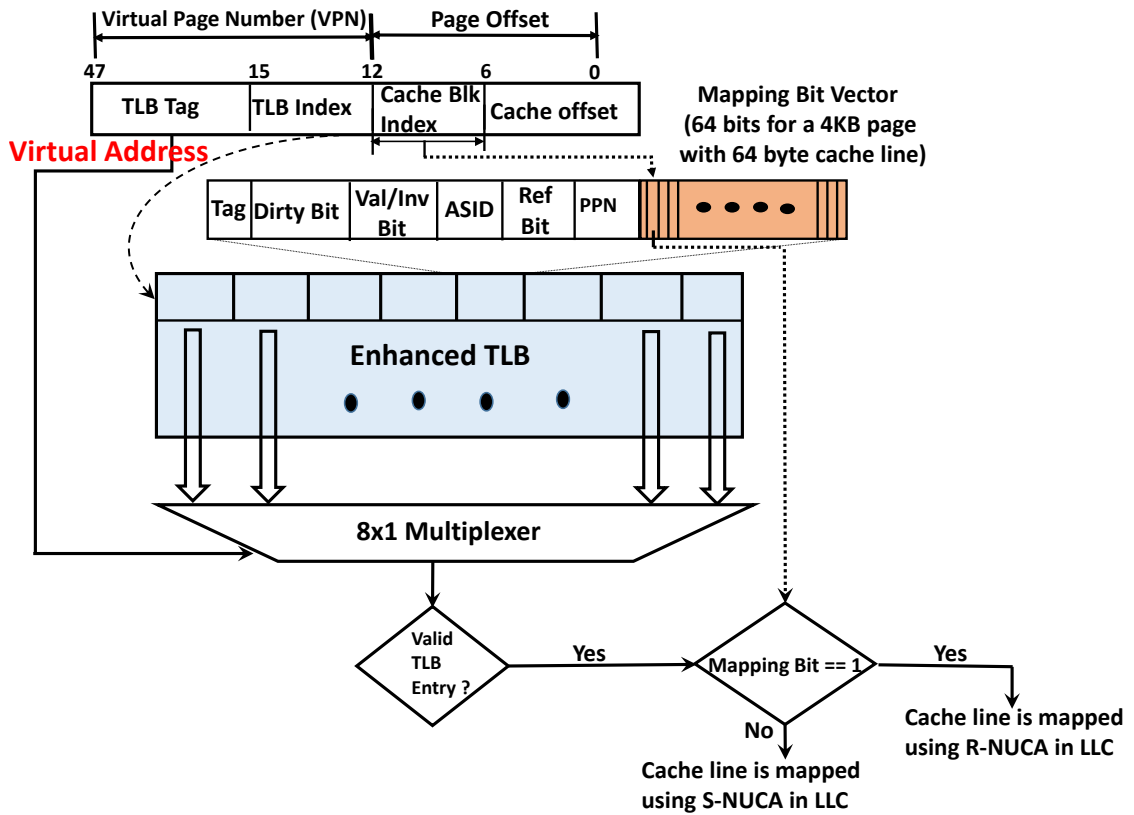 Virtual Page Number (VPN)
Page Offset
47
15
12
6
0
TLB Tag
TLB Index
Cache Blk
Index
Cache offset
Mapping Bit Vector
(64 bits for a 4KB page
with 64 byte cache line)
Virtual Address
Tag
Dirty Bit
Val/Inv
Bit
ASID
Ref
Bit
PPN
Enhanced TLB
8x1 Multiplexer
Valid
TLB
Entry ?
Yes
Mapping Bit == 1
Yes
No
Cache line is mapped
using R-NUCA in LLC
Cache line is mapped
using S-NUCA in LLC